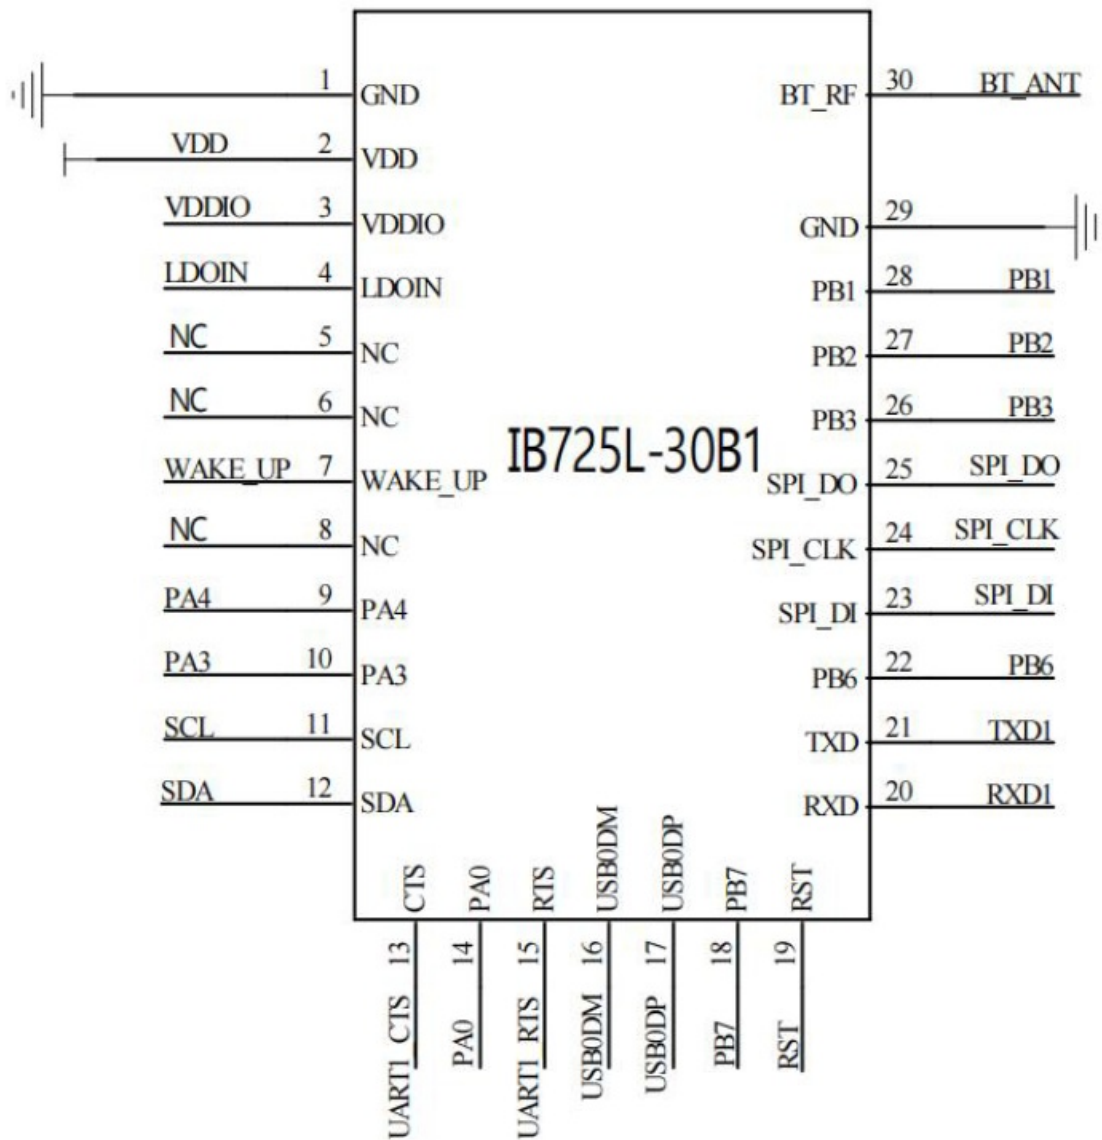 1 GND
BT_RF 30 BT_ANT
VDD 2 VDD
VDDIO 3 VDDIO
GND 29
LDOIN 4 LDOIN
PB1 28 PB1
NC 5 NC
PB2 27 PB2
NC 6 NC
PB3 26 PB3
IB725L-30B1
WAKE_UP 7 WAKE_UP
SPI_DO 25 SPI_DO
NC 8 NC
SPI_CLK 24 SPI_CLK
PA4 9 PA4
SPI_DI 23 SPI_DI
PA3 10 PA3
PB6 22 PB6
SCL 11 SCL
TXD 21 TXD1
SDA 12 SDA
RXD 20 RXD1
CTS 13 UART1_CTS
PA0 14 PA0
RTS 15 UART1_RTS
USB0DM 16 USB0DM
USB0DP 17 USB0DP
PB7 18 PB7
RST 19 RST